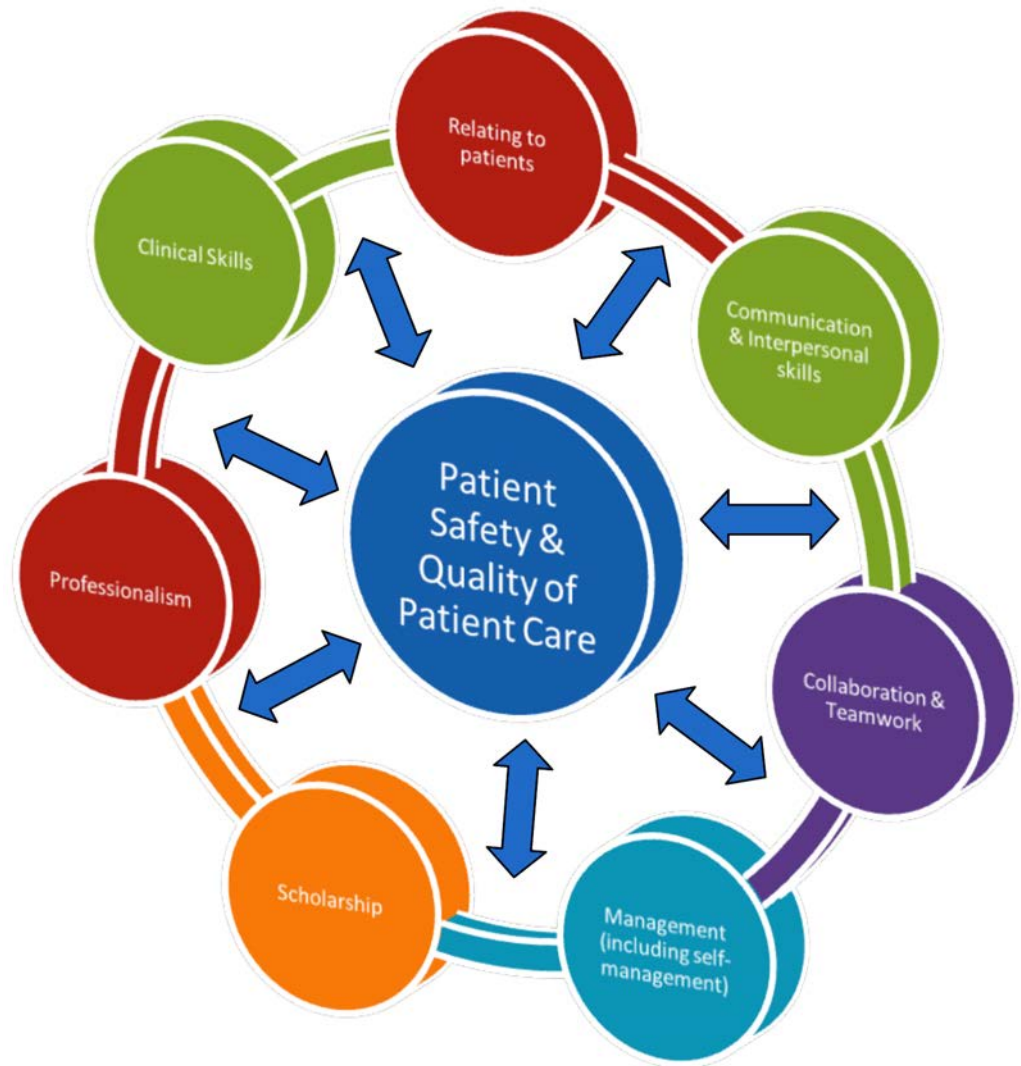 Relating to
patients
Communication
& Interpersonal
skills
Collaboration &
Teamwork
Management
(including self-
management)
Scholarship
Professionalism
Clinical Skills
Patient
Safety &
Quality of
Patient Care